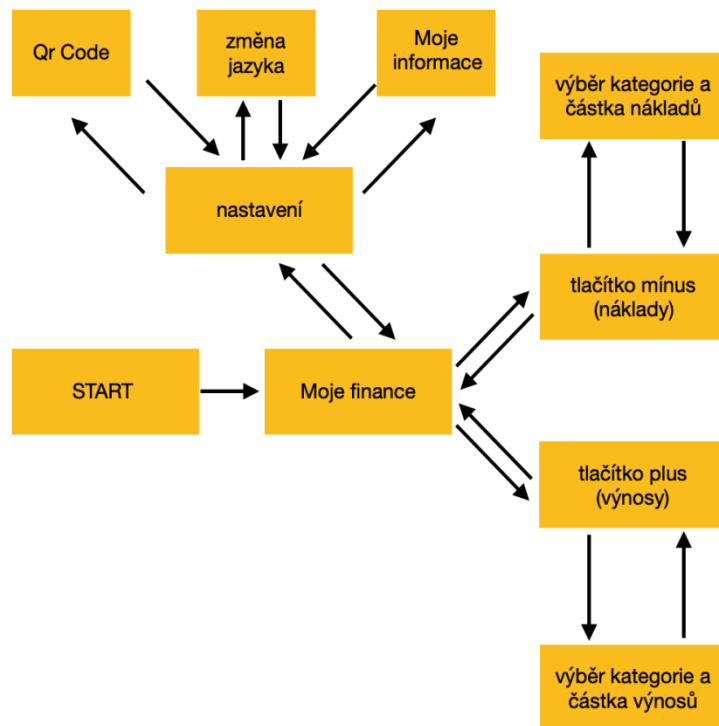 Qr Code
změna
jazyka
Moje
informace
výběr kategorie a
částka nákladů
nastavení
tlačítko mínus
(náklady)
START
Moje finance
tlačítko plus
(výnosy)
výběr kategorie a
částka výnosů